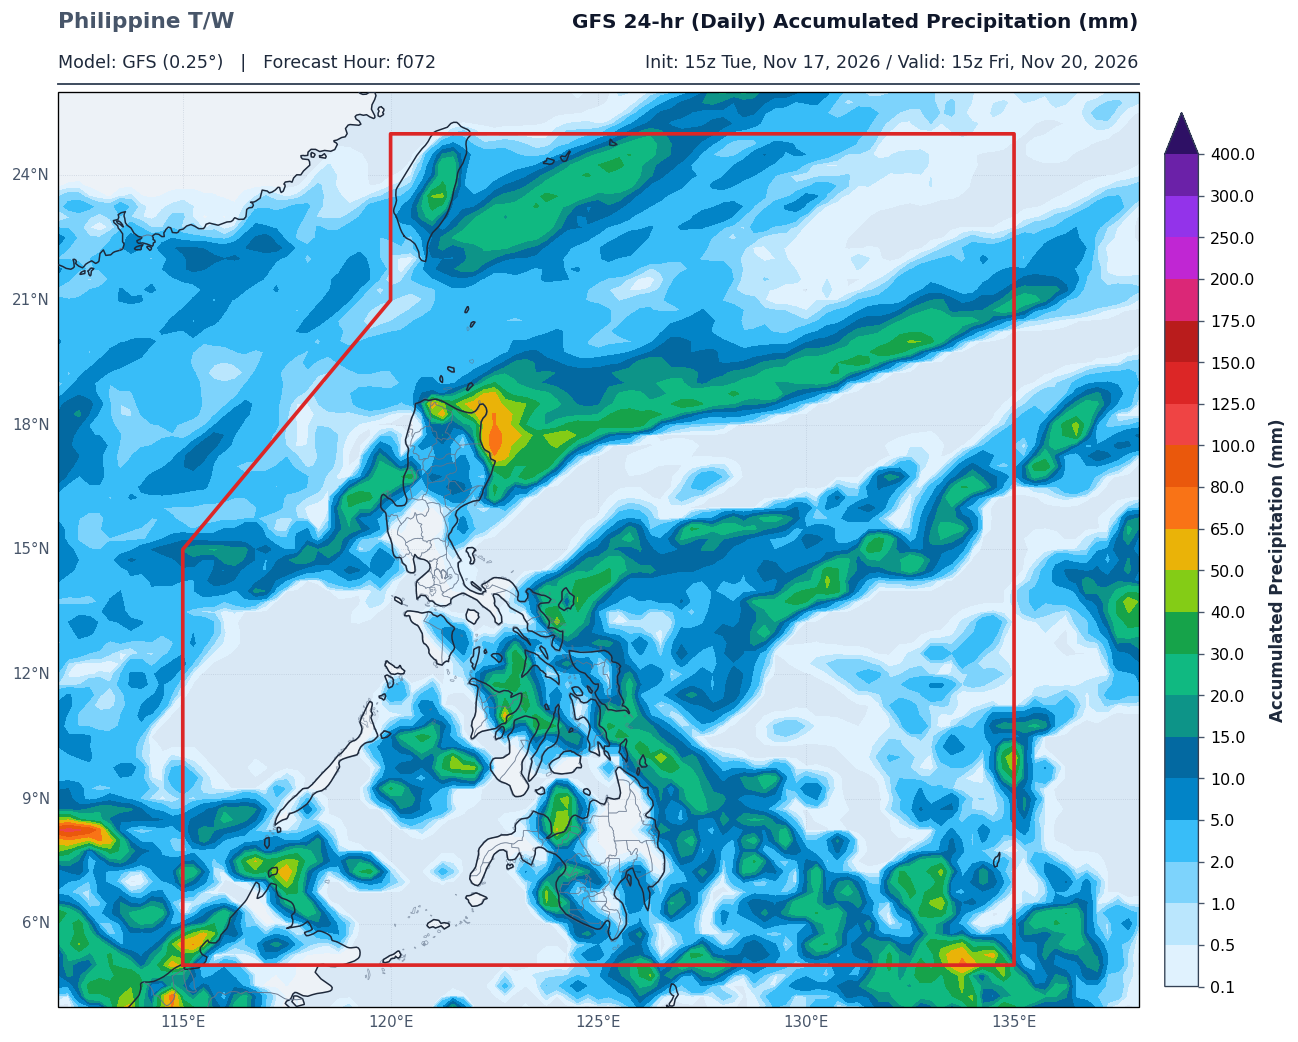 Philippine T/W
GFS 24-hr (Daily) Accumulated Precipitation (mm)
Model: GFS (0.25°)   |   Forecast Hour: f072
Init: 15z Tue, Nov 17, 2026 / Valid: 15z Fri, Nov 20, 2026
24°N
21°N
18°N
15°N
12°N
9°N
6°N
115°E
120°E
125°E
130°E
135°E
400.0
300.0
250.0
200.0
175.0
150.0
125.0
100.0
80.0
65.0
50.0
40.0
30.0
20.0
15.0
10.0
5.0
2.0
1.0
0.5
0.1
Accumulated Precipitation (mm)